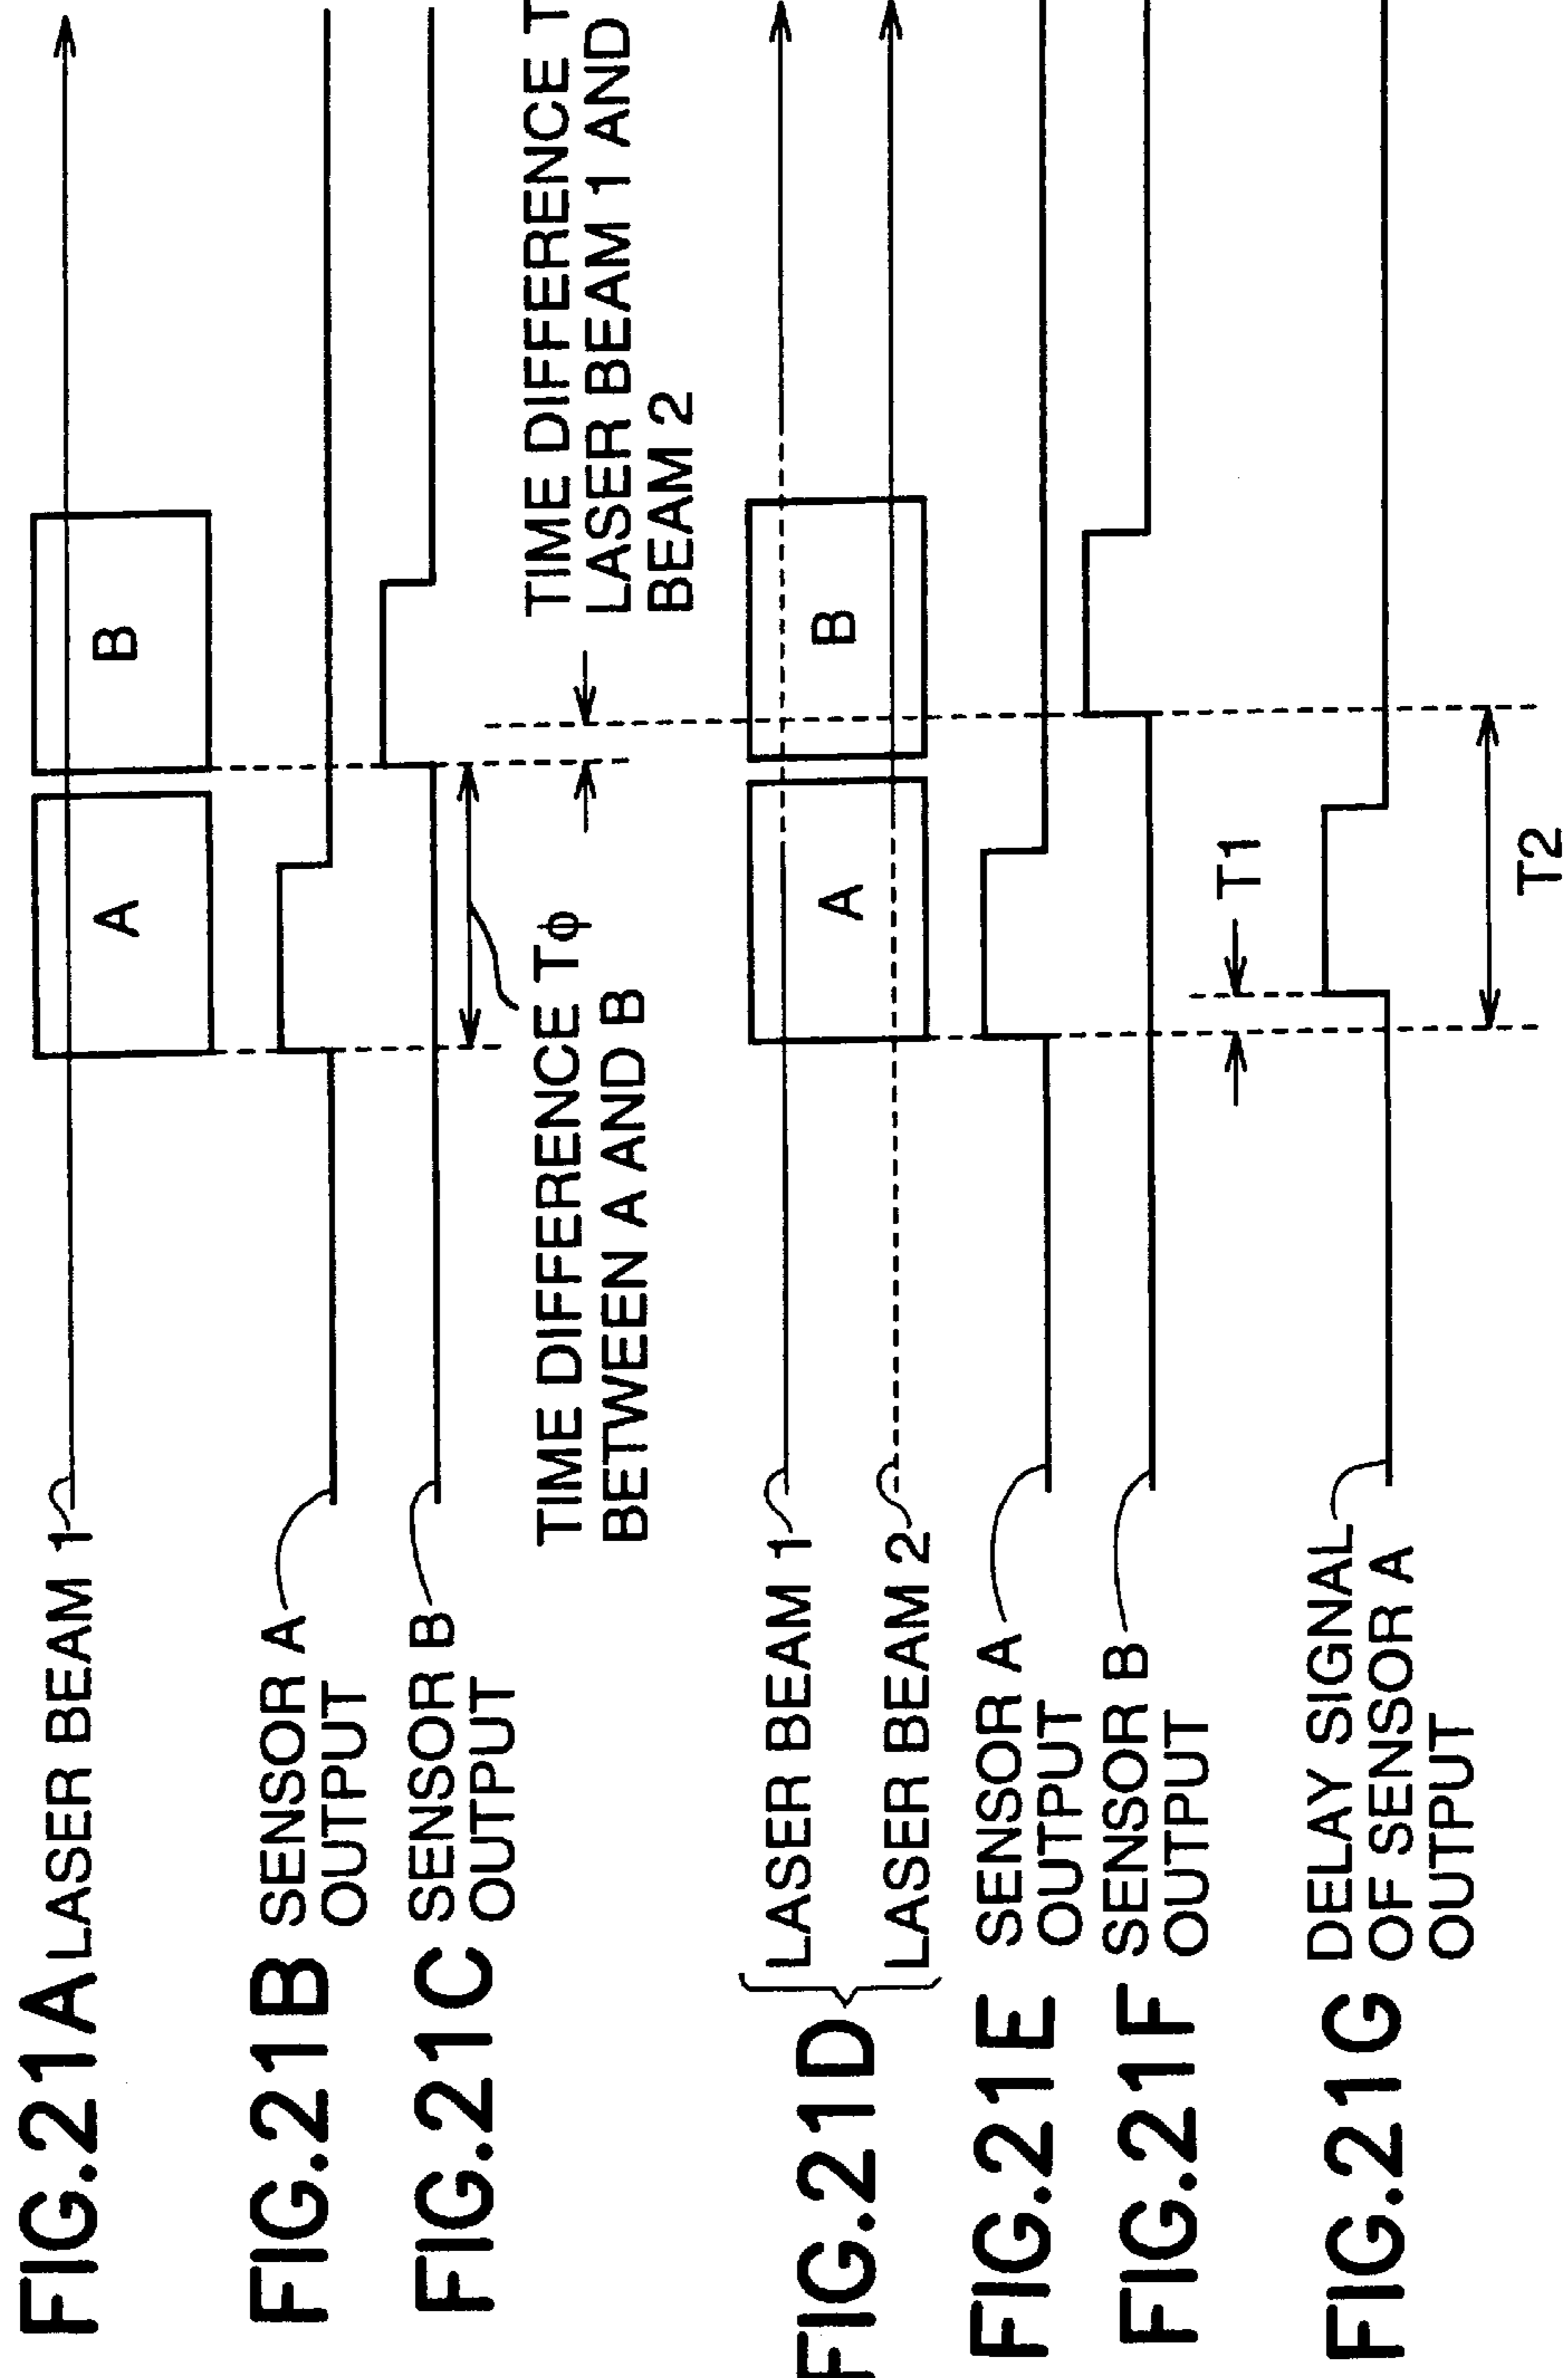 FIG.21A LASER BEAM 1
A
B
FIG.21B SENSOR A
OUTPUT
FIG.21C SENSOR B
OUTPUT
TIME DIFFERENCE Tφ
BETWEEN A AND B
TIME DIFFERENCE T
LASER BEAM 1 AND
BEAM 2
FIG.21D
LASER BEAM 1
LASER BEAM 2
A
B
FIG.21E SENSOR A
OUTPUT
FIG.21F SENSOR B
OUTPUT
T1
FIG.21G DELAY SIGNAL
OF SENSOR A
OUTPUT
T2